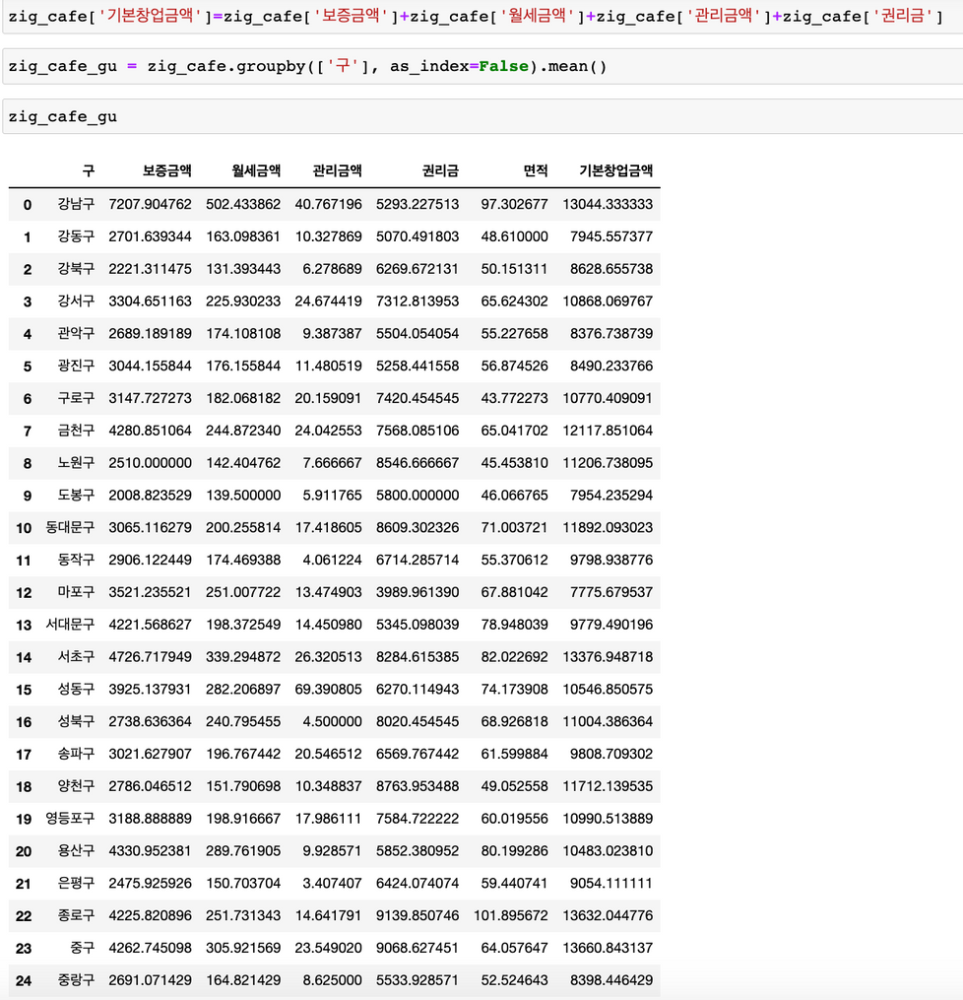 zig_cafe['기본창업금액']=zig_cafe['보증금액']+zig_cafe['월세금액']+zig_cafe['관리금액']+zig_cafe['권리금']
zig_cafe_gu = zig_cafe.groupby(['구'], as_index=False).mean()
zig_cafe_gu
구 보증금액 월세금액 관리금액 권리금 면적 기본창업금액
0 강남구 7207.904762 502.433862 40.767196 5293.227513 97.302677 13044.333333
1 강동구 2701.639344 163.098361 10.327869 5070.491803 48.610000 7945.557377
2 강북구 2221.311475 131.393443 6.278689 6269.672131 50.151311 8628.655738
3 강서구 3304.651163 225.930233 24.674419 7312.813953 65.624302 10868.069767
4 관악구 2689.189189 174.108108 9.387387 5504.054054 55.227658 8376.738739
5 광진구 3044.155844 176.155844 11.480519 5258.441558 56.874526 8490.233766
6 구로구 3147.727273 182.068182 20.159091 7420.454545 43.772273 10770.409091
7 금천구 4280.851064 244.872340 24.042553 7568.085106 65.041702 12117.851064
8 노원구 2510.000000 142.404762 7.666667 8546.666667 45.453810 11206.738095
9 도봉구 2008.823529 139.500000 5.911765 5800.000000 46.066765 7954.235294
10 동대문구 3065.116279 200.255814 17.418605 8609.302326 71.003721 11892.093023
11 동작구 2906.122449 174.469388 4.061224 6714.285714 55.370612 9798.938776
12 마포구 3521.235521 251.007722 13.474903 3989.961390 67.881042 7775.679537
13 서대문구 4221.568627 198.372549 14.450980 5345.098039 78.948039 9779.490196
14 서초구 4726.717949 339.294872 26.320513 8284.615385 82.022692 13376.948718
15 성동구 3925.137931 282.206897 69.390805 6270.114943 74.173908 10546.850575
16 성북구 2738.636364 240.795455 4.500000 8020.454545 68.926818 11004.386364
17 송파구 3021.627907 196.767442 20.546512 6569.767442 61.599884 9808.709302
18 양천구 2786.046512 151.790698 10.348837 8763.953488 49.052558 11712.139535
19 영등포구 3188.888889 198.916667 17.986111 7584.722222 60.019556 10990.513889
20 용산구 4330.952381 289.761905 9.928571 5852.380952 80.199286 10483.023810
21 은평구 2475.925926 150.703704 3.407407 6424.074074 59.440741 9054.111111
22 종로구 4225.820896 251.731343 14.641791 9139.850746 101.895672 13632.044776
23 중구 4262.745098 305.921569 23.549020 9068.627451 64.057647 13660.843137
24 중랑구 2691.071429 164.821429 8.625000 5533.928571 52.524643 8398.446429